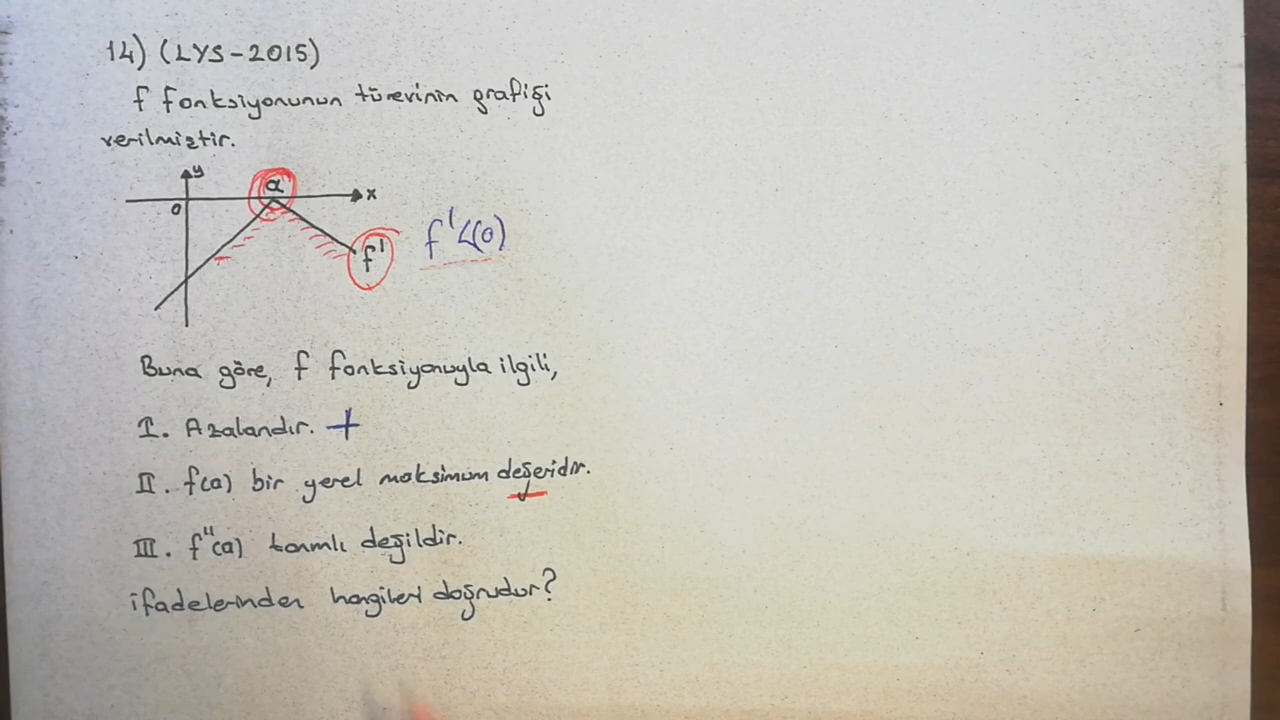 14) (LYS-2015)
f fonksiyonunun türevinin grafiği
verilmiştir.
y
a
x
0
f' f'<(0)
Buna göre, f fonksiyonuyla ilgili,
I. Azalandır. +
II. f(a) bir yerel maksimum değeridir.
III. f"(a) tanımlı değildir.
ifadelerinden hangileri doğrudur?